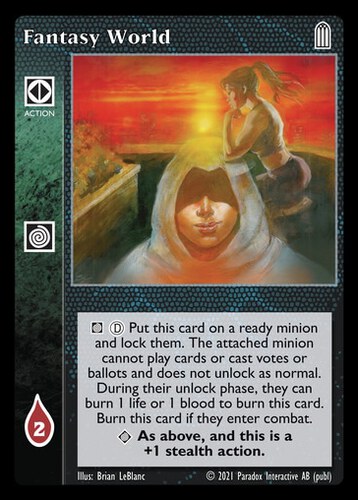 Fantasy World
ACTION
D Put this card on a ready minion
and lock them. The attached minion
cannot play cards or cast votes or
ballots and does not unlock as normal.
During their unlock phase, they can
burn 1 life or 1 blood to burn this card.
Burn this card if they enter combat.
As above, and this is a
+1 stealth action.
2
Illus: Brian LeBlanc
© 2021 Paradox Interactive AB (publ)